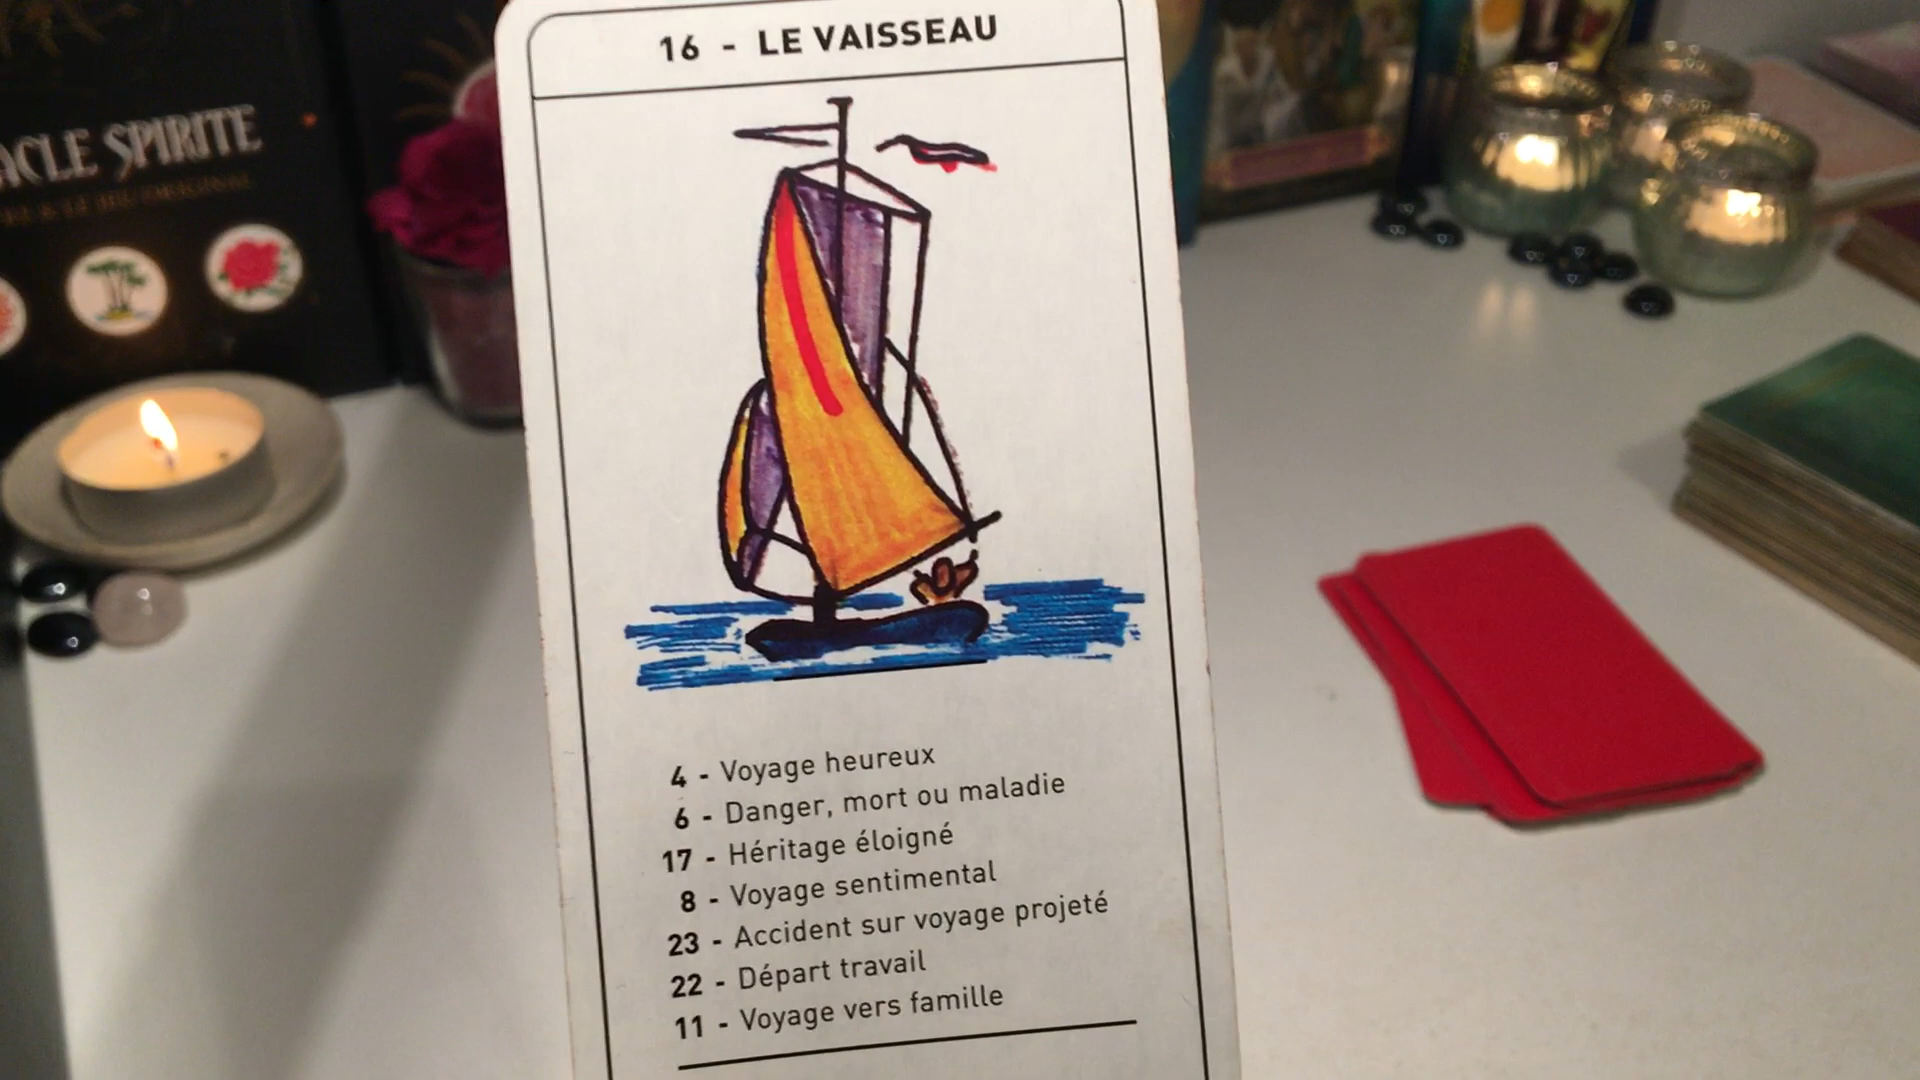 16 - LE VAISSEAU
ACLE SPIRITE
4 - Voyage heureux
6 - Danger, mort ou maladie
17 - Héritage éloigné
8 - Voyage sentimental
23 - Accident sur voyage projeté
22 - Départ travail
11 - Voyage vers famille